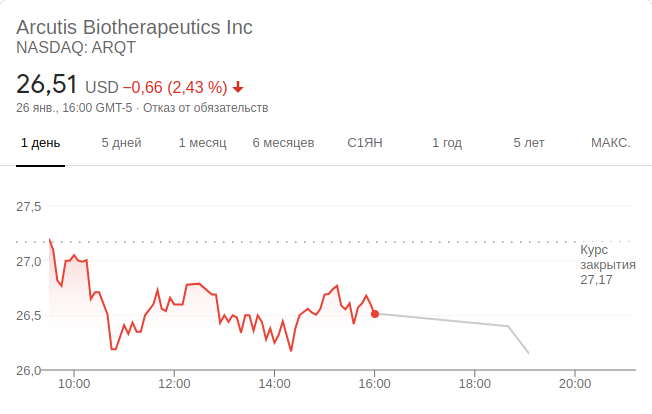 Arcutis Biotherapeutics Inc
NASDAQ: ARQT
26,51 USD −0,66 (2,43 %)
26 янв., 16:00 GMT-5 · Отказ от обязательств
1 день 5 дней 1 месяц 6 месяцев С1ЯН 1 год 5 лет МАКС.
27,5
Курс
закрытия
27,17
27,0
26,5
26,0
10:00 12:00 14:00 16:00 18:00 20:00